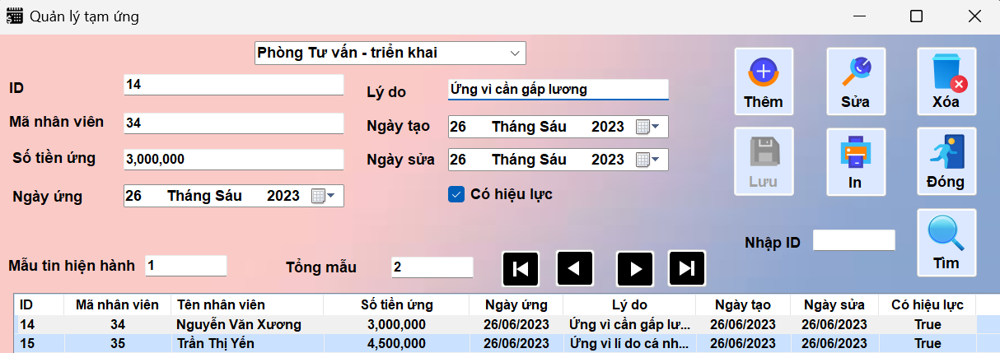 Quản lý tạm ứng
Phòng Tư vấn - triển khai
ID 14
Lý do Ứng vì cần gấp lương
Mã nhân viên 34
Ngày tạo 26 Tháng Sáu 2023
Số tiền ứng 3,000,000
Ngày sửa 26 Tháng Sáu 2023
Ngày ứng 26 Tháng Sáu 2023
Có hiệu lực
Thêm Sửa Xóa
Lưu In Đóng
Nhập ID
Tìm
Mẫu tin hiện hành 1 Tổng mẫu 2
ID Mã nhân viên Tên nhân viên Số tiền ứng Ngày ứng Lý do Ngày tạo Ngày sửa Có hiệu lực
14 34 Nguyễn Văn Xương 3,000,000 26/06/2023 Ứng vì cần gấp lư... 26/06/2023 26/06/2023 True
15 35 Trần Thị Yến 4,500,000 26/06/2023 Ứng vì lí do cá nh... 26/06/2023 26/06/2023 True